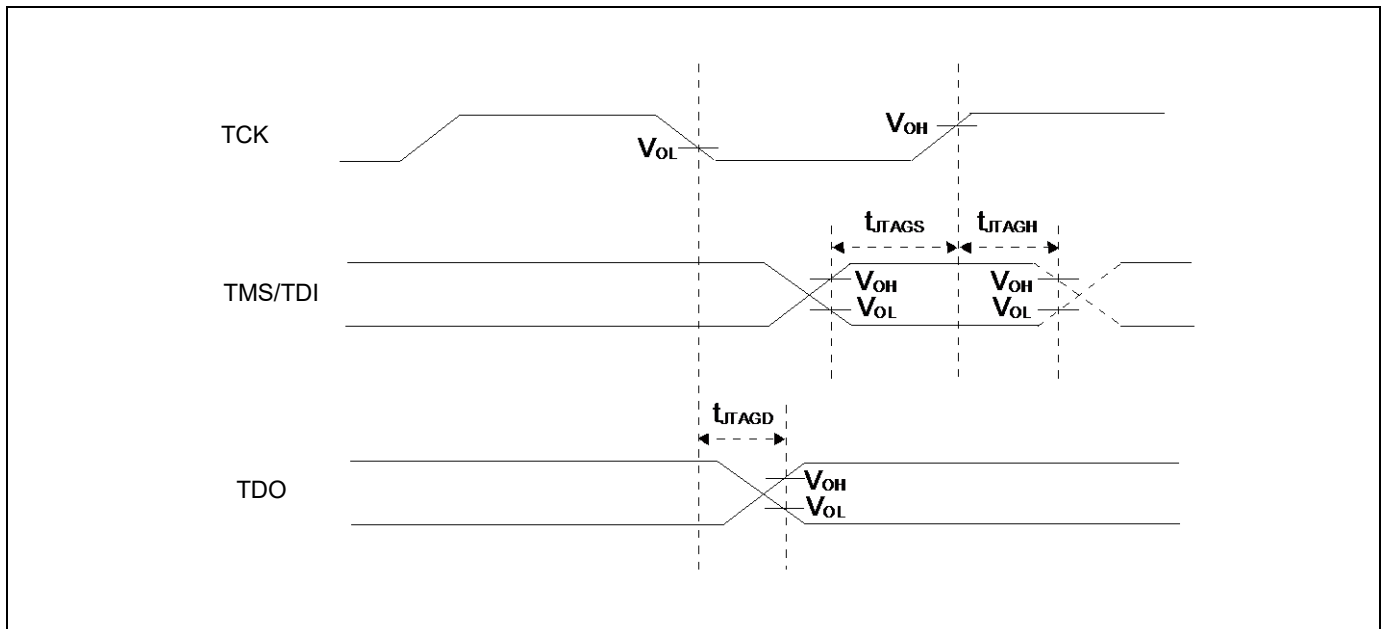 TCK
VOL
VOH
tJTAGS
tJTAGH
TMS/TDI
VOH
VOL
VOH
VOL
tJTAGD
TDO
VOH
VOL